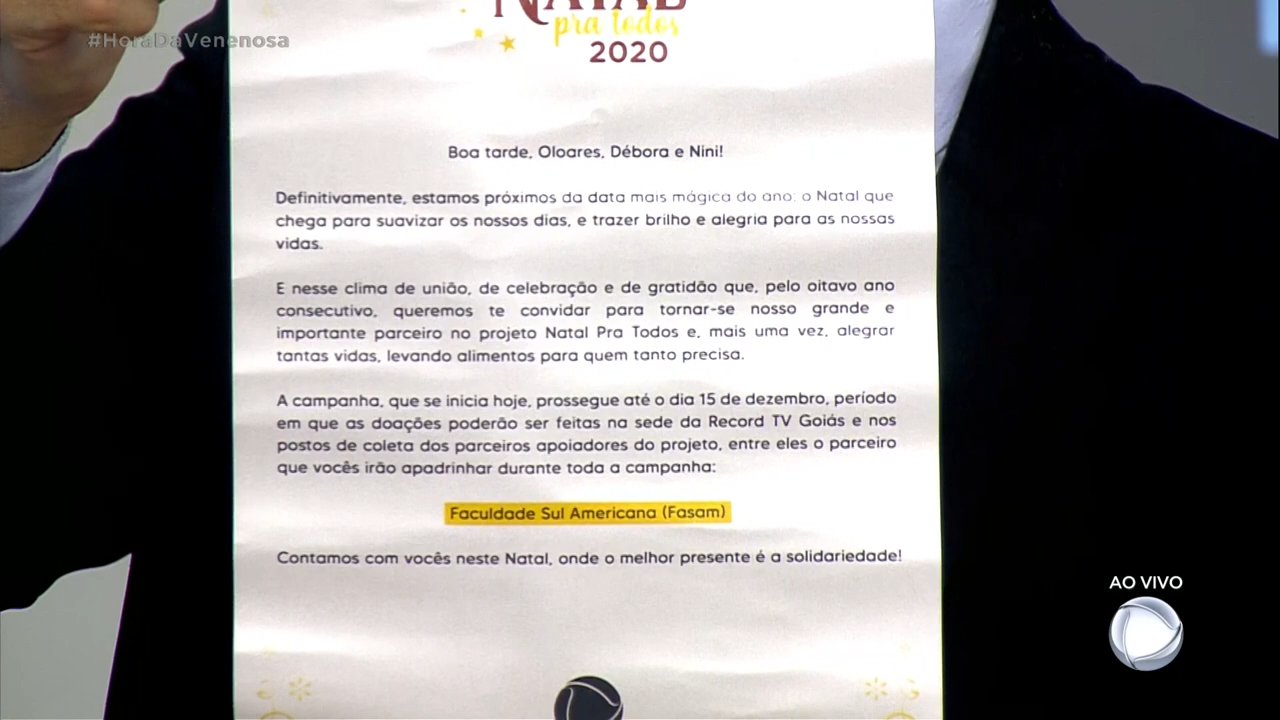 NATAL
#HoraDaVenenosa
pra todos
2020
Boa tarde, Oloares, Débora e Nini!
Definitivamente, estamos próximos da data mais mágica do ano: o Natal que
chega para suavizar os nossos dias, e trazer brilho e alegria para as nossas
vidas.
E nesse clima de união, de celebração e de gratidão que, pelo oitavo ano
consecutivo, queremos te convidar para tornar-se nosso grande e
importante parceiro no projeto Natal Pra Todos e, mais uma vez, alegrar
tantas vidas, levando alimentos para quem tanto precisa.
A campanha, que se inicia hoje, prossegue até o dia 15 de dezembro, período
em que as doações poderão ser feitas na sede da Record TV Goiás e nos
postos de coleta dos parceiros apoiadores do projeto, entre eles o parceiro
que vocês irão apadrinhar durante toda a campanha:
Faculdade Sul Americana (Fasam)
Contamos com vocês neste Natal, onde o melhor presente é a solidariedade!
AO VIVO